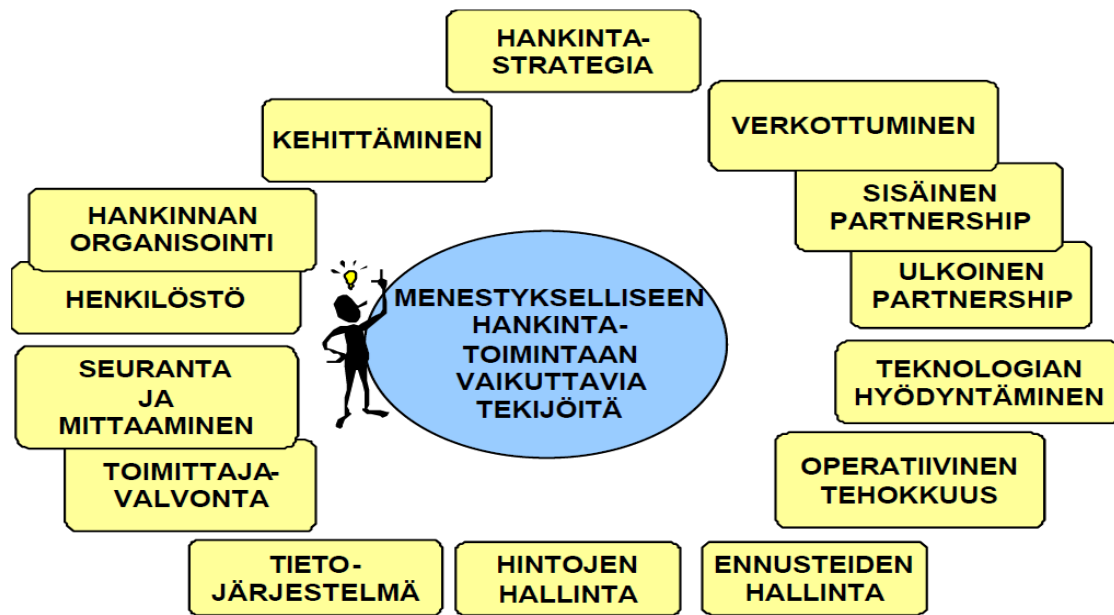 HANKINTA-
STRATEGIA
VERKOTTUMINEN
SISÄINEN
PARTNERSHIP
ULKOINEN
PARTNERSHIP
TEKNOLOGIAN
HYÖDYNTÄMINEN
OPERATIIVINEN
TEHOKKUUS
ENNUSTEIDEN
HALLINTA
HINTOJEN
HALLINTA
TIETO-
JÄRJESTELMÄ
TOIMITTAJA-
VALVONTA
SEURANTA
JA
MITTAAMINEN
HENKILÖSTÖ
HANKINNAN
ORGANISOINTI
KEHITTÄMINEN
MENESTYKSELLISEEN
HANKINTA-
TOIMINTAAN
VAIKUTTAVIA
TEKIJÖITÄ